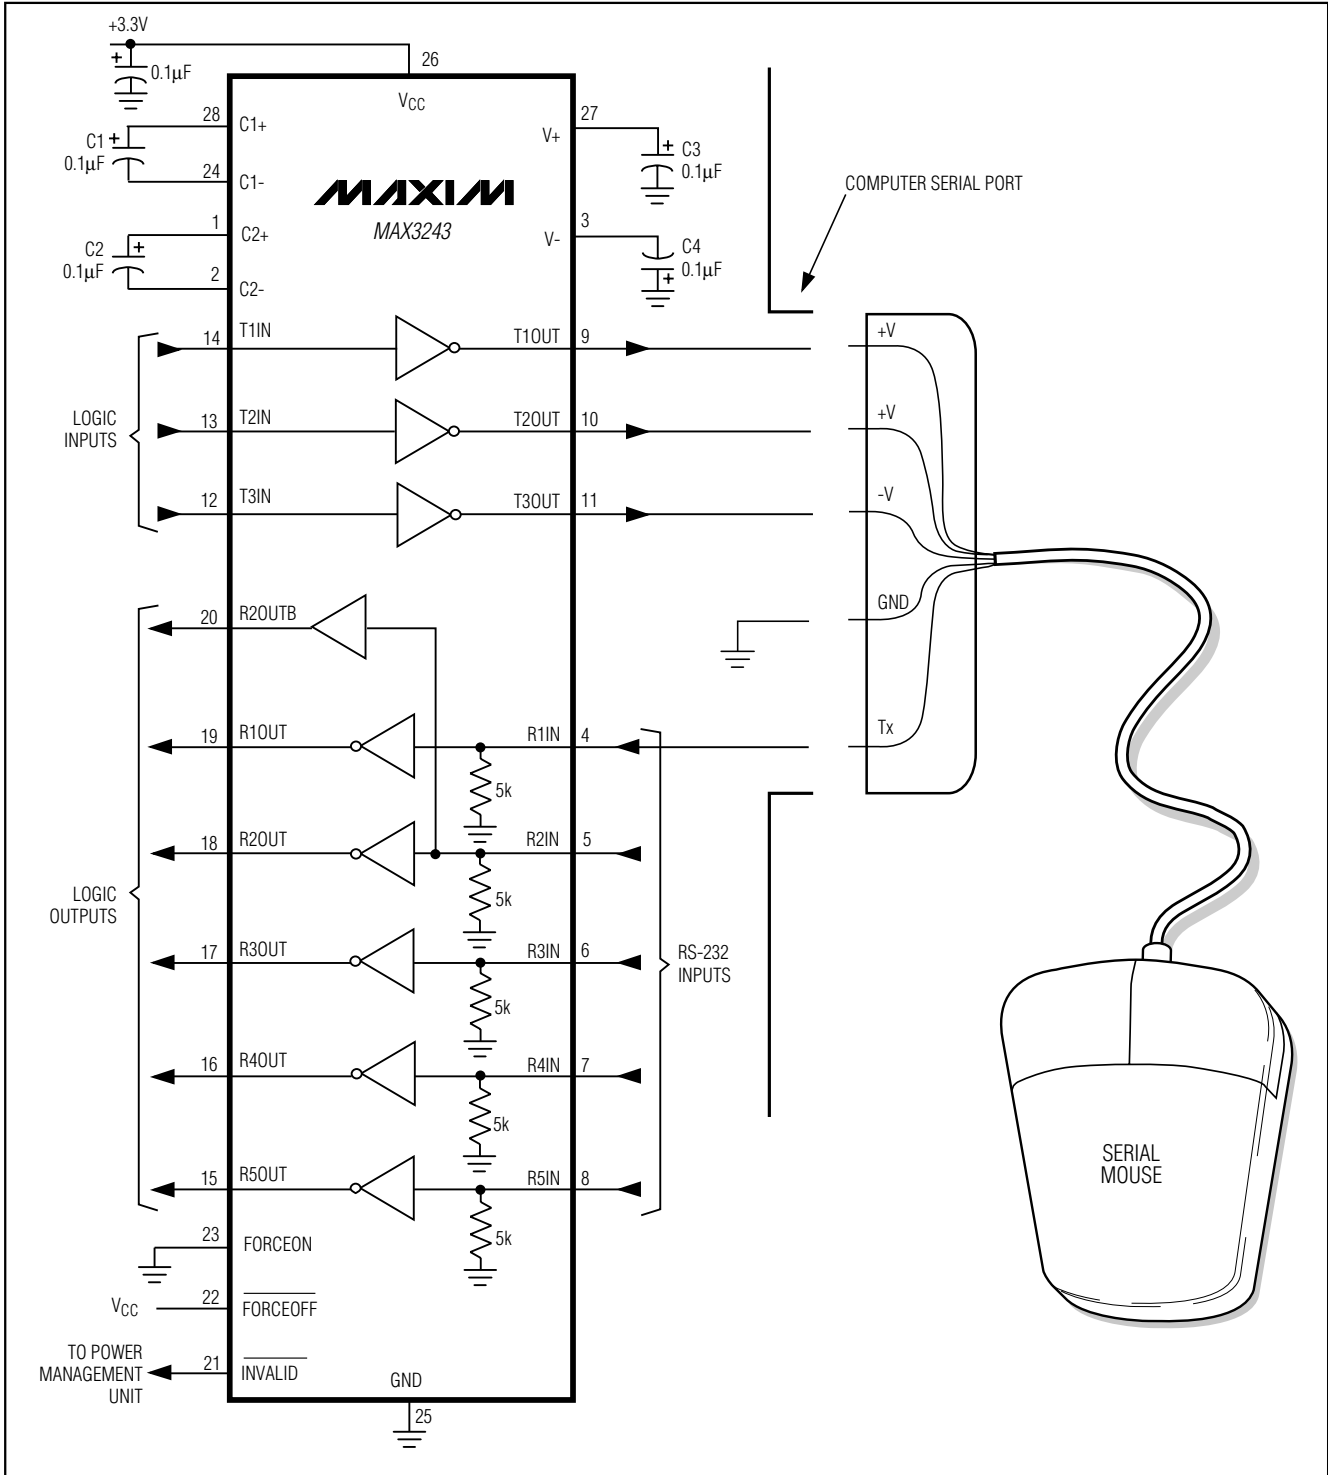 +3.3V
0.1µF
26
VCC
28
C1+
C1
+
0.1µF
24
C1-
27
V+
+
C3
0.1µF
MAXIM
MAX3243
1
C2+
C2
+
0.1µF
2
C2-
3
V-
C4
0.1µF
+
COMPUTER SERIAL PORT
LOGIC
INPUTS
14
T1IN
T1OUT
9
+V
13
T2IN
T2OUT
10
+V
12
T3IN
T3OUT
11
-V
20
R2OUTB
GND
19
R1OUT
R1IN
4
Tx
5k
18
R2OUT
R2IN
5
5k
LOGIC
OUTPUTS
17
R3OUT
R3IN
6
5k
RS-232
INPUTS
16
R4OUT
R4IN
7
5k
15
R5OUT
R5IN
8
5k
SERIAL
MOUSE
23
FORCEON
VCC
22
FORCEOFF
TO POWER
MANAGEMENT
UNIT
21
INVALID
GND
25
+